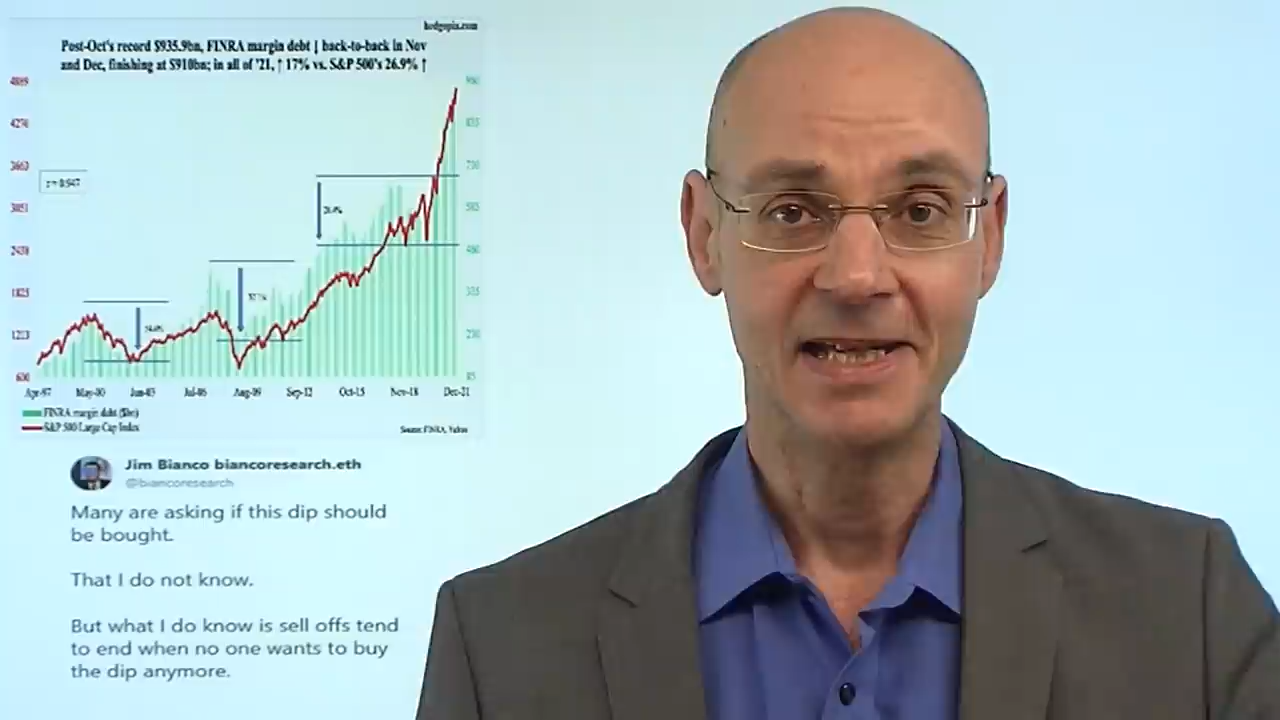 hedgopia.com
Post-Oct's record $935.9bn, FINRA margin debt ↓ back-to-back in Nov
and Dec, finishing at $910bn; in all of '21, ↑ 17% vs. S&P 500's 26.9% ↑
r = 0.947
Apr-97 May-00 Jun-03 Jul-06 Aug-09 Sep-12 Oct-15 Nov-18 Dec-21
FINRA margin debt ($bn)
S&P 500 Large Cap Index
Source: FINRA, Yahoo
Jim Bianco biancoresearch.eth
@biancoresearch
Many are asking if this dip should
be bought.
That I do not know.
But what I do know is sell offs tend
to end when no one wants to buy
the dip anymore.